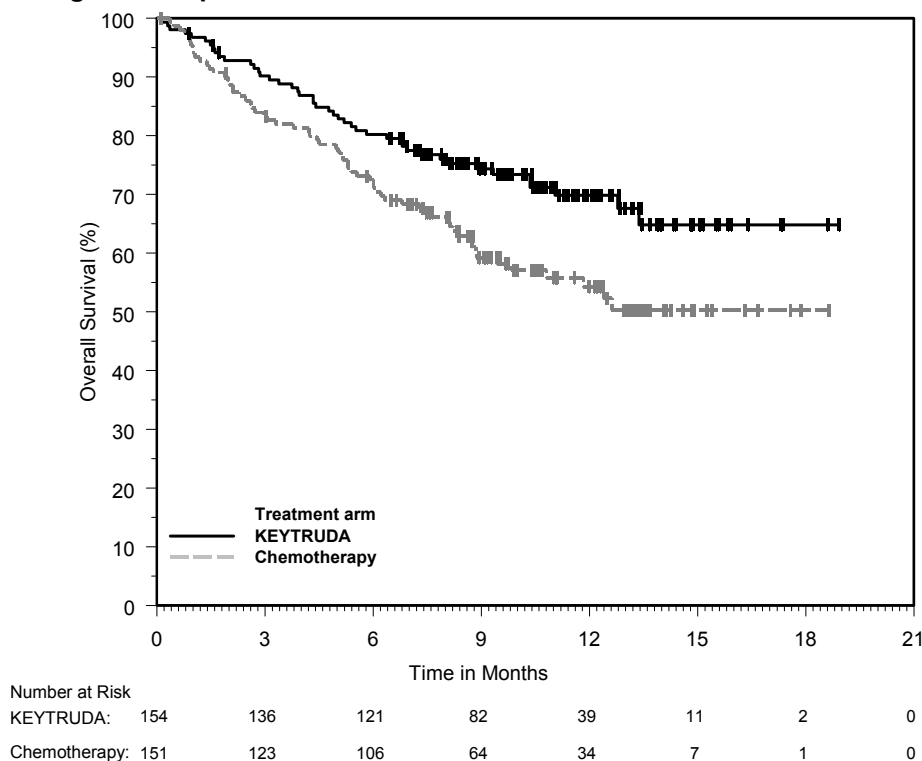 100
90
80
70
60
50
40
30
20
10
0
Overall Survival (%)
Treatment arm
KEYTRUDA
Chemotherapy
0 3 6 9 12 15 18 21
Time in Months
Number at Risk
KEYTRUDA: 154 136 121 82 39 11 2 0
Chemotherapy: 151 123 106 64 34 7 1 0